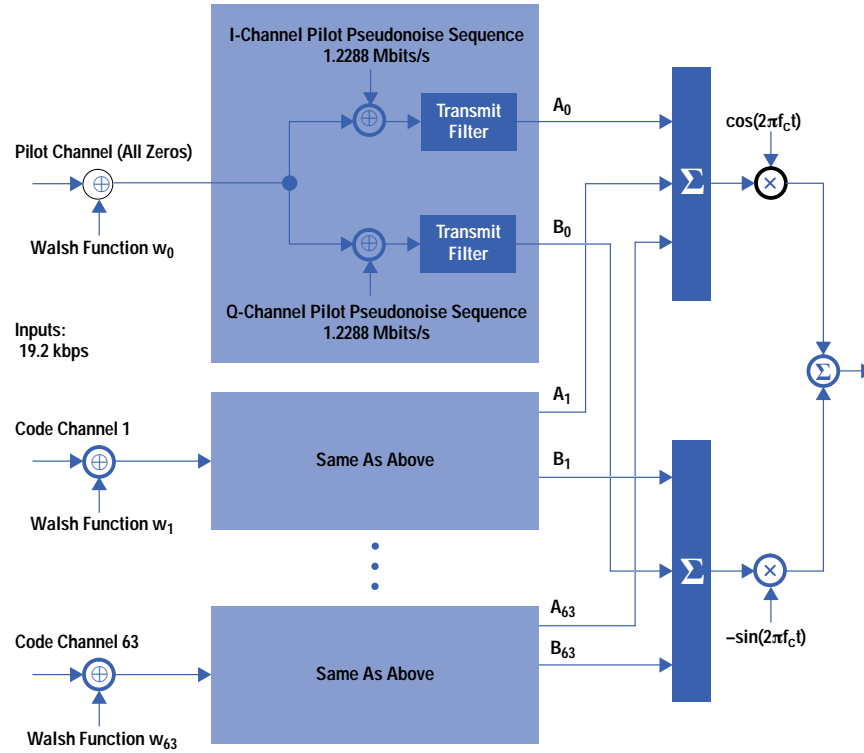 I-Channel Pilot Pseudonoise Sequence
1.2288 Mbits/s
Transmit
Filter
A0
cos(2πfct)
Pilot Channel (All Zeros)
Σ
×
Walsh Function w0
Transmit
Filter
B0
Q-Channel Pilot Pseudonoise Sequence
1.2288 Mbits/s
Inputs:
19.2 kbps
Σ
A1
Code Channel 1
Same As Above
B1
Walsh Function w1
Σ
×
A63
–sin(2πfct)
Code Channel 63
B63
Same As Above
Walsh Function w63